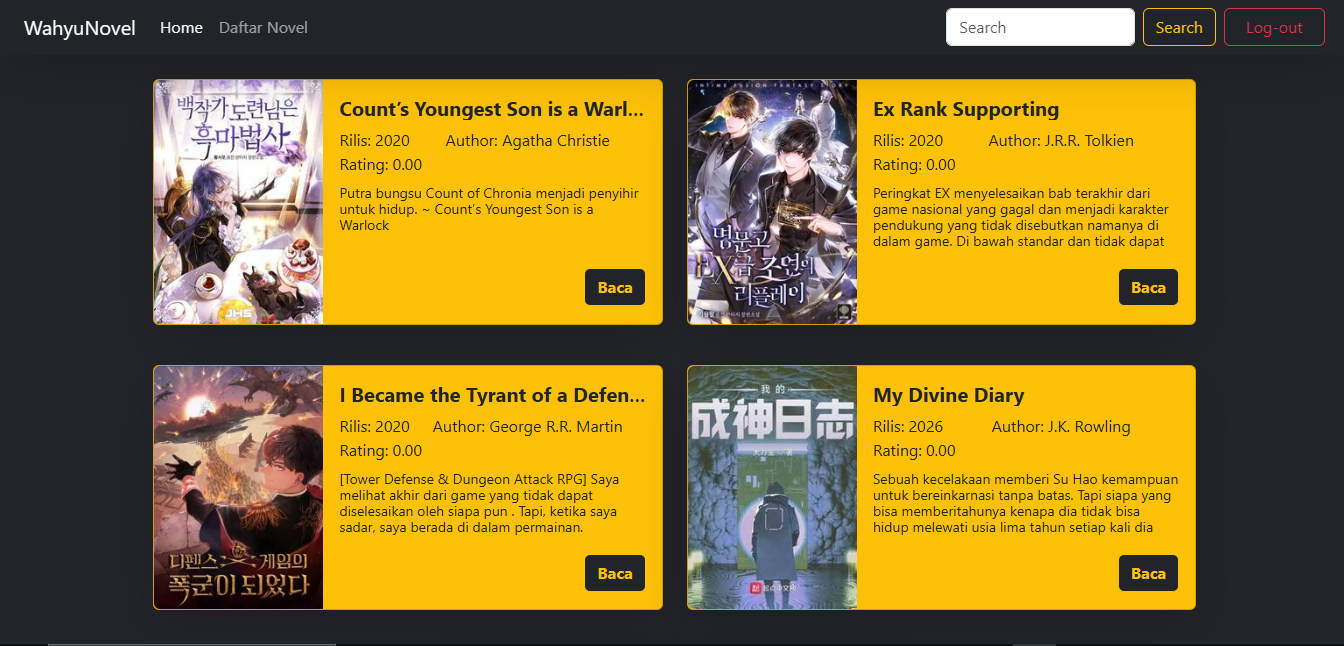 WahyuNovel Home Daftar Novel Search Search Log-out
백작가 도련님은
흑마법사
JHS
Count’s Youngest Son is a Warl...
Rilis: 2020 Author: Agatha Christie
Rating: 0.00
Putra bungsu Count of Chronia menjadi penyihir
untuk hidup. ~ Count’s Youngest Son is a
Warlock
Baca
INTIME FUSION FANTASY STORY
명문고
EX급 조연의
리플레이
Ex Rank Supporting
Rilis: 2020 Author: J.R.R. Tolkien
Rating: 0.00
Peringkat EX menyelesaikan bab terakhir dari
game nasional yang gagal dan menjadi karakter
pendukung yang tidak disebutkan namanya di
dalam game. Di bawah standar dan tidak dapat
Baca
디펜스 게임의
폭군이 되었다
I Became the Tyrant of a Defen...
Rilis: 2020 Author: George R.R. Martin
Rating: 0.00
[Tower Defense & Dungeon Attack RPG] Saya
melihat akhir dari game yang tidak dapat
diselesaikan oleh siapa pun . Tapi, ketika saya
sadar, saya berada di dalam permainan.
Baca
我的
成神日志
起点中文网
My Divine Diary
Rilis: 2026 Author: J.K. Rowling
Rating: 0.00
Sebuah kecelakaan memberi Su Hao kemampuan
untuk bereinkarnasi tanpa batas. Tapi siapa yang
bisa memberitahunya kenapa dia tidak bisa
hidup melewati usia lima tahun setiap kali dia
Baca